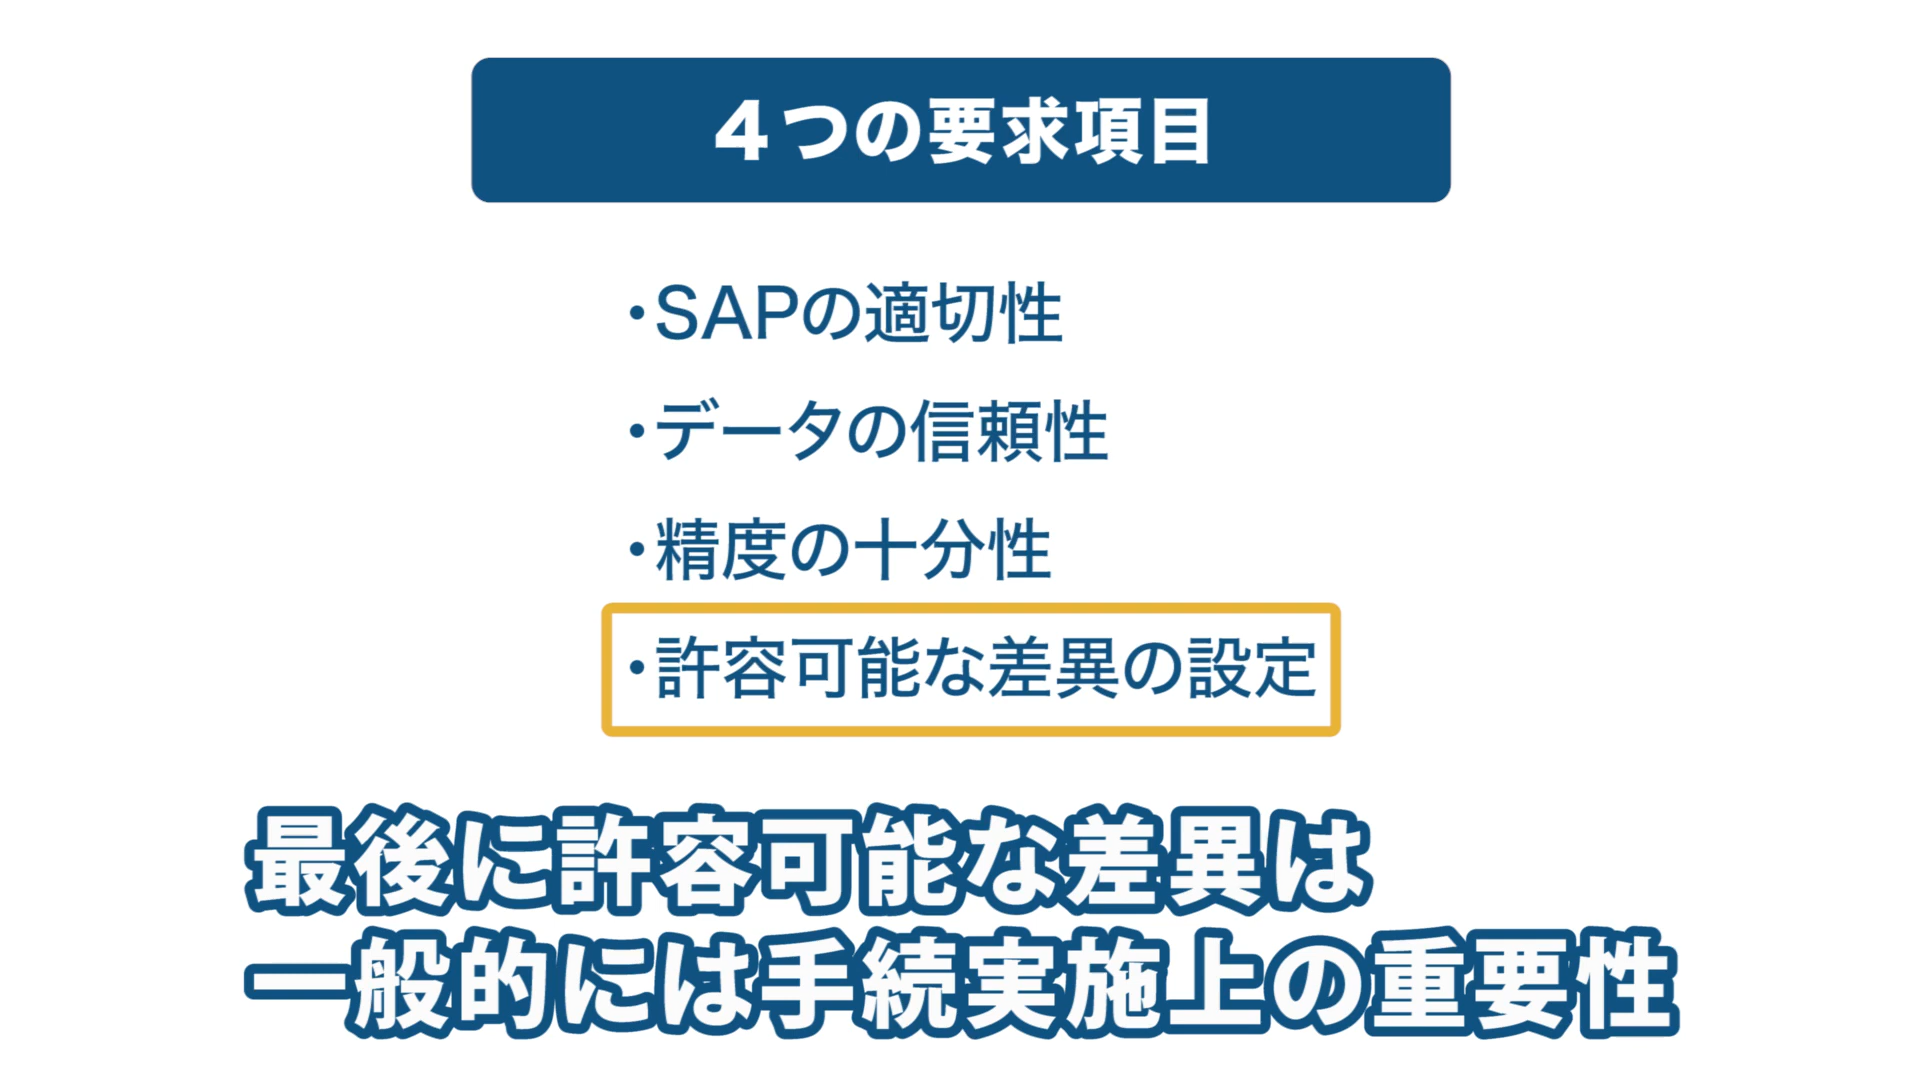 ４つの要求項目
・SAPの適切性
・データの信頼性
・精度の十分性
・許容可能な差異の設定
最後に許容可能な差異は
一般的には手続実施上の重要性